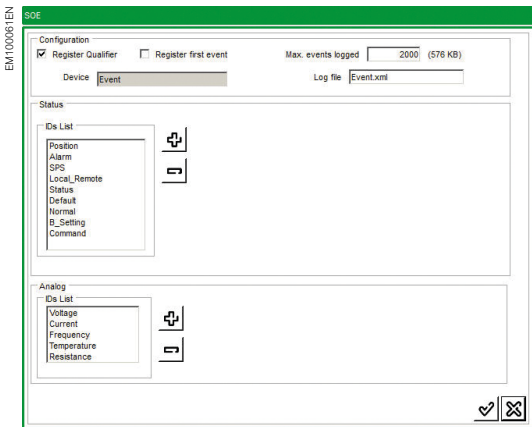 EM100061EN
SOE
Configuration
Register Qualifier Register first event Max. events logged 2000 (576 KB)
Device Event Log file Event.xml
Status
IDs List
Position
Alarm
SPS
Local_Remote
Status
Default
Normal
B_Setting
Command
Analog
IDs List
Voltage
Current
Frequency
Temperature
Resistance